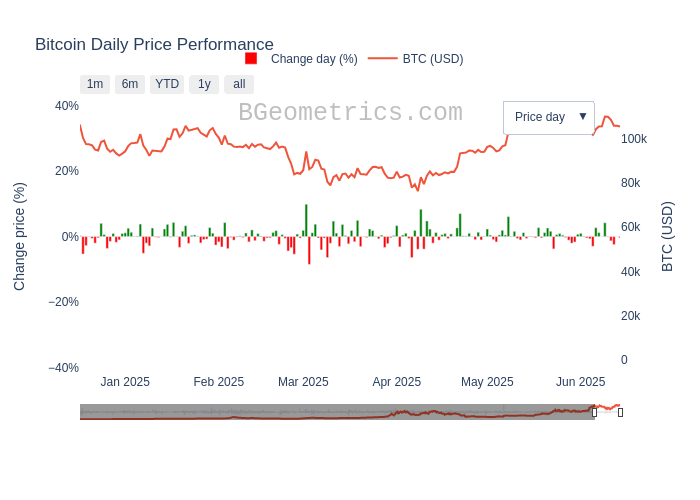 Bitcoin Daily Price Performance
Change day (%)
BTC (USD)
1m
6m
YTD
1y
all
BGeometrics.com
Price day
▼
40%
20%
0%
−20%
−40%
Change price (%)
100k
80k
60k
40k
20k
0
BTC (USD)
Jan 2025
Feb 2025
Mar 2025
Apr 2025
May 2025
Jun 2025